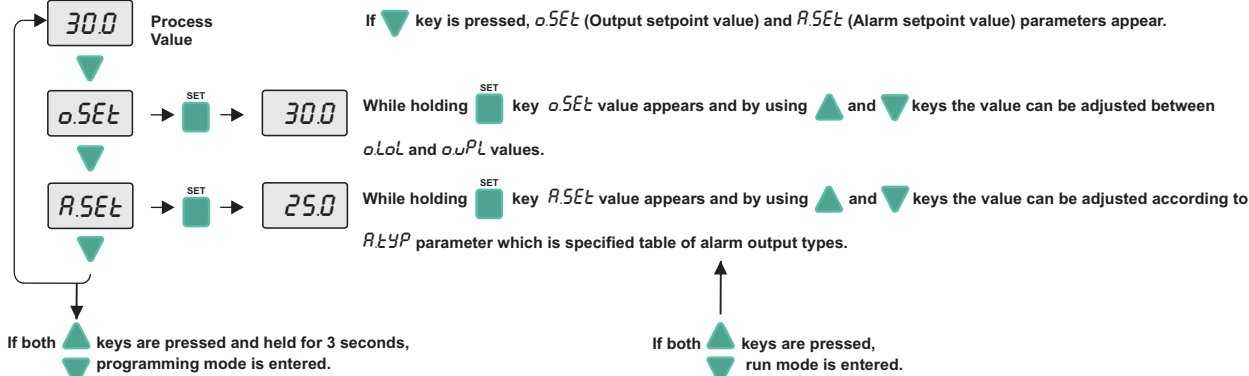 30.0 Process Value
If key is pressed, o.SEt (Output setpoint value) and A.SEt (Alarm setpoint value) parameters appear.
o.SEt SET 30.0 While holding SET key o.SEt value appears and by using and keys the value can be adjusted between
o.LoL and o.uPL values.
A.SEt SET 25.0 While holding SET key A.SEt value appears and by using and keys the value can be adjusted according to
A.tYP parameter which is specified table of alarm output types.
If both keys are pressed and held for 3 seconds,
programming mode is entered.
If both keys are pressed,
run mode is entered.